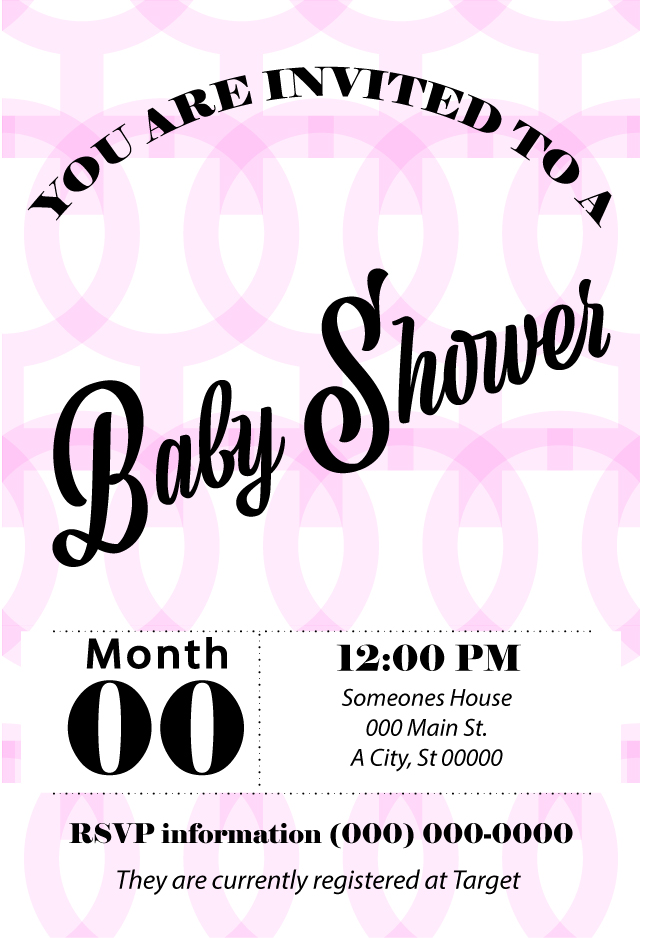 YOU ARE INVITED TO A
Baby Shower
Month
00
12:00 PM
Someones House
000 Main St.
A City, St 00000
RSVP information (000) 000-0000
They are currently registered at Target